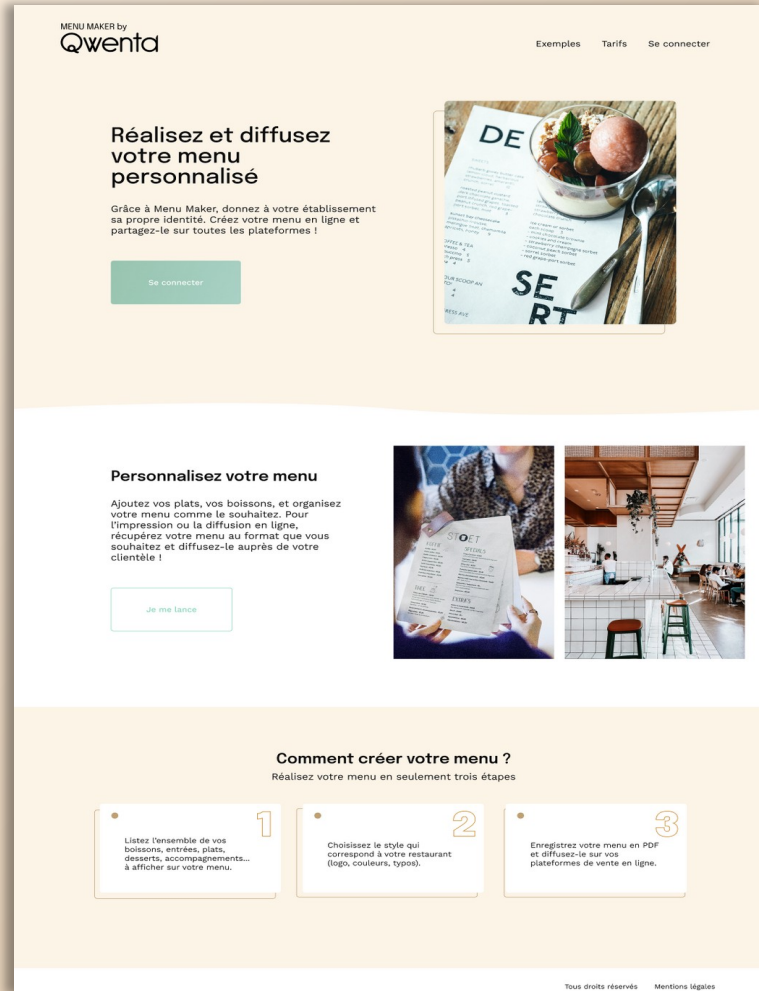 MENU MAKER by
Qwenta
Exemples Tarifs Se connecter
Réalisez et diffusez
votre menu
personnalisé
Grâce à Menu Maker, donnez à votre établissement
sa propre identité. Créez votre menu en ligne et
partagez-le sur toutes les plateformes !
Se connecter
DE
SE
RT
Personnalisez votre menu
Ajoutez vos plats, vos boissons, et organisez
votre menu comme le souhaitez. Pour
l'impression ou la diffusion en ligne,
récupérez votre menu au format que vous
souhaitez et diffusez-le auprès de votre
clientèle !
Je me lance
STOET
Comment créer votre menu ?
Réalisez votre menu en seulement trois étapes
1
Listez l'ensemble de vos
boissons, entrées, plats,
desserts, accompagnements...
à afficher sur votre menu.
2
Choisissez le style qui
correspond à votre restaurant
(logo, couleurs, typos).
3
Enregistrez votre menu en PDF
et diffusez-le sur vos
plateformes de vente en ligne.
Tous droits réservés Mentions légales